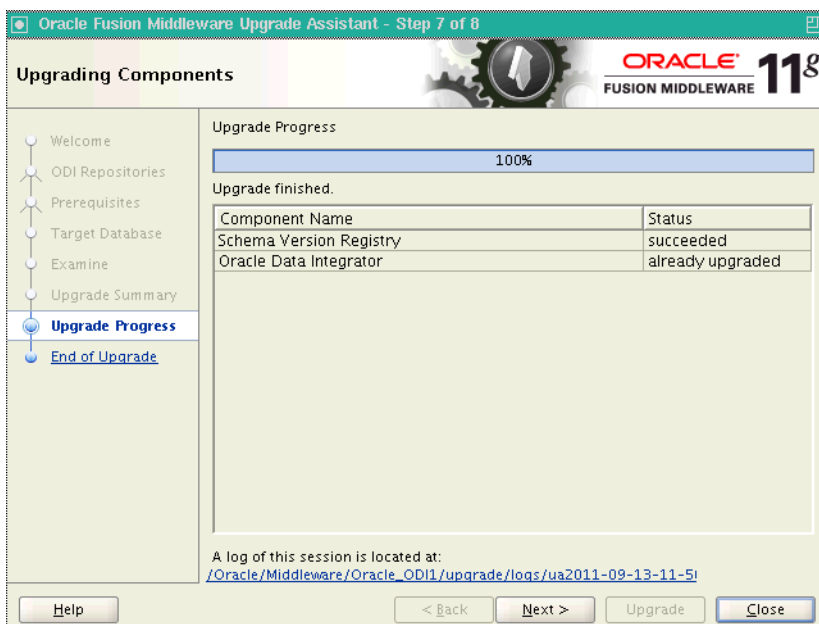 Oracle Fusion Middleware Upgrade Assistant - Step 7 of 8
Upgrading Components
ORACLE
FUSION MIDDLEWARE
11g
Welcome
ODI Repositories
Prerequisites
Target Database
Examine
Upgrade Summary
Upgrade Progress
End of Upgrade
Upgrade Progress
100%
Upgrade finished.
Component Name Status
Schema Version Registry succeeded
Oracle Data Integrator already upgraded
A log of this session is located at:
/Oracle/Middleware/Oracle_ODI1/upgrade/logs/ua2011-09-13-11-5
Help < Back Next > Upgrade Close